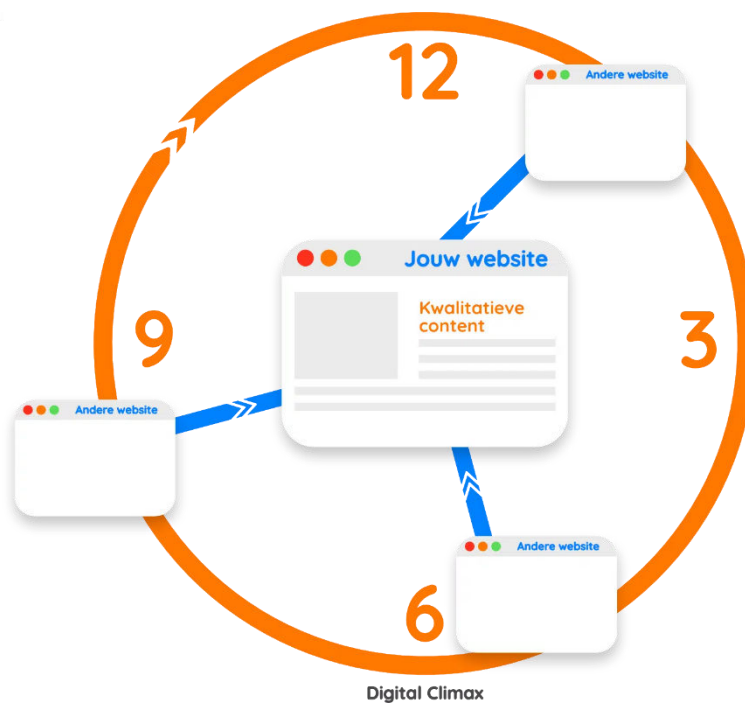 12
Andere website
Jouw website
Kwalitatieve
content
9
3
Andere website
Andere website
6
Digital Climax